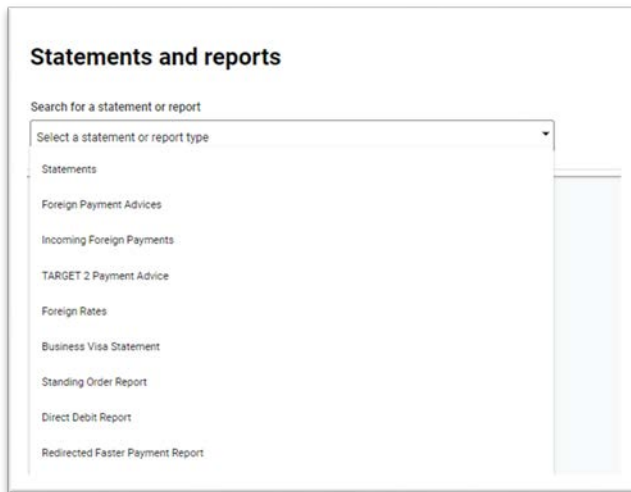 Statements and reports
Search for a statement or report
Select a statement or report type
Statements
Foreign Payment Advices
Incoming Foreign Payments
TARGET 2 Payment Advice
Foreign Rates
Business Visa Statement
Standing Order Report
Direct Debit Report
Redirected Faster Payment Report